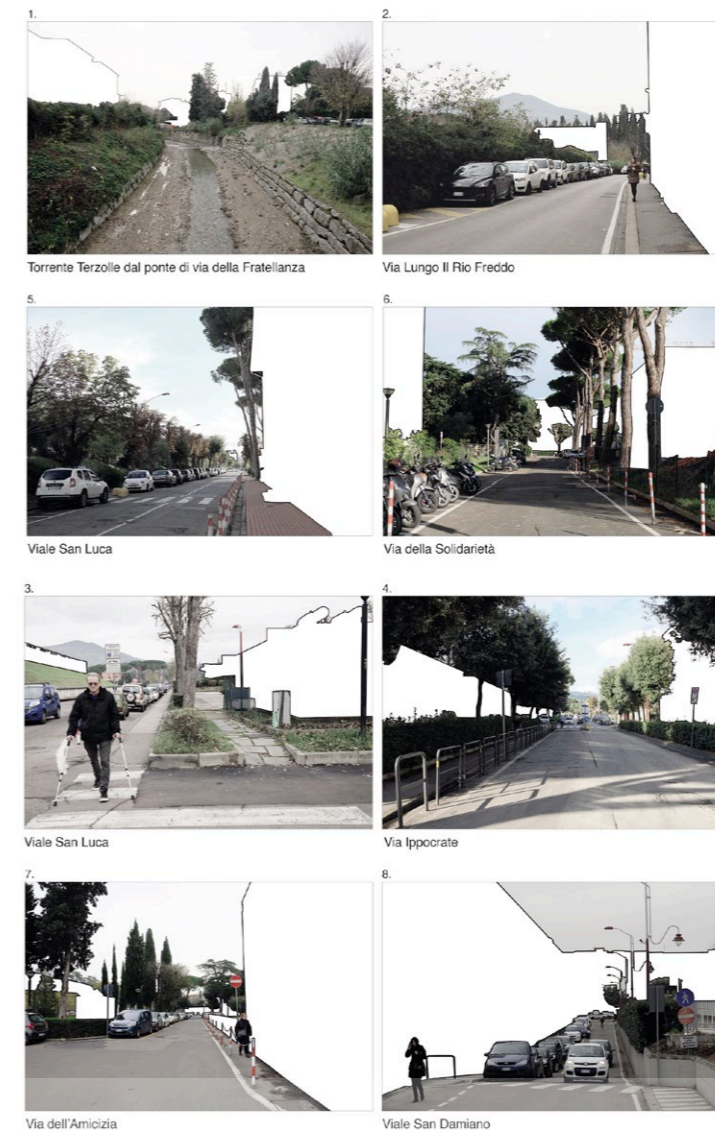 1.
2.
Torrente Terzolle dal ponte di via della Fratellanza
Via Lungo Il Rio Freddo
5.
6.
Viale San Luca
Via della Solidarietà
3.
4.
Viale San Luca
Via Ippocrate
7.
8.
Via dell'Amicizia
Viale San Damiano